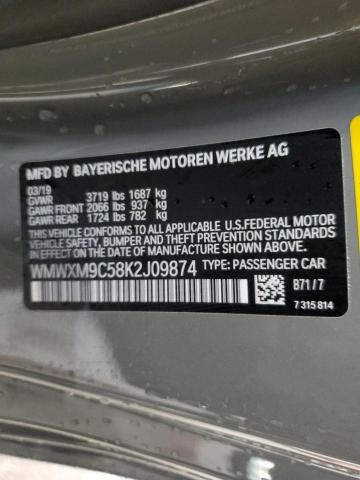 MFD BY BAYERISCHE MOTOREN WERKE AG
03/19
GVWR 3719 lbs 1687 kg
GAWR FRONT 2066 lbs 937 kg
GAWR REAR 1724 lbs 782 kg
THIS VEHICLE CONFORMS TO ALL APPLICABLE U.S.FEDERAL MOTOR
VEHICLE SAFETY, BUMPER AND THEFT PREVENTION STANDARDS
IN EFFECT ON THE DATE OF MANUFACTURE SHOWN ABOVE.
WMWXM9C58K2J09874 TYPE: PASSENGER CAR
B71/7
7 315 814